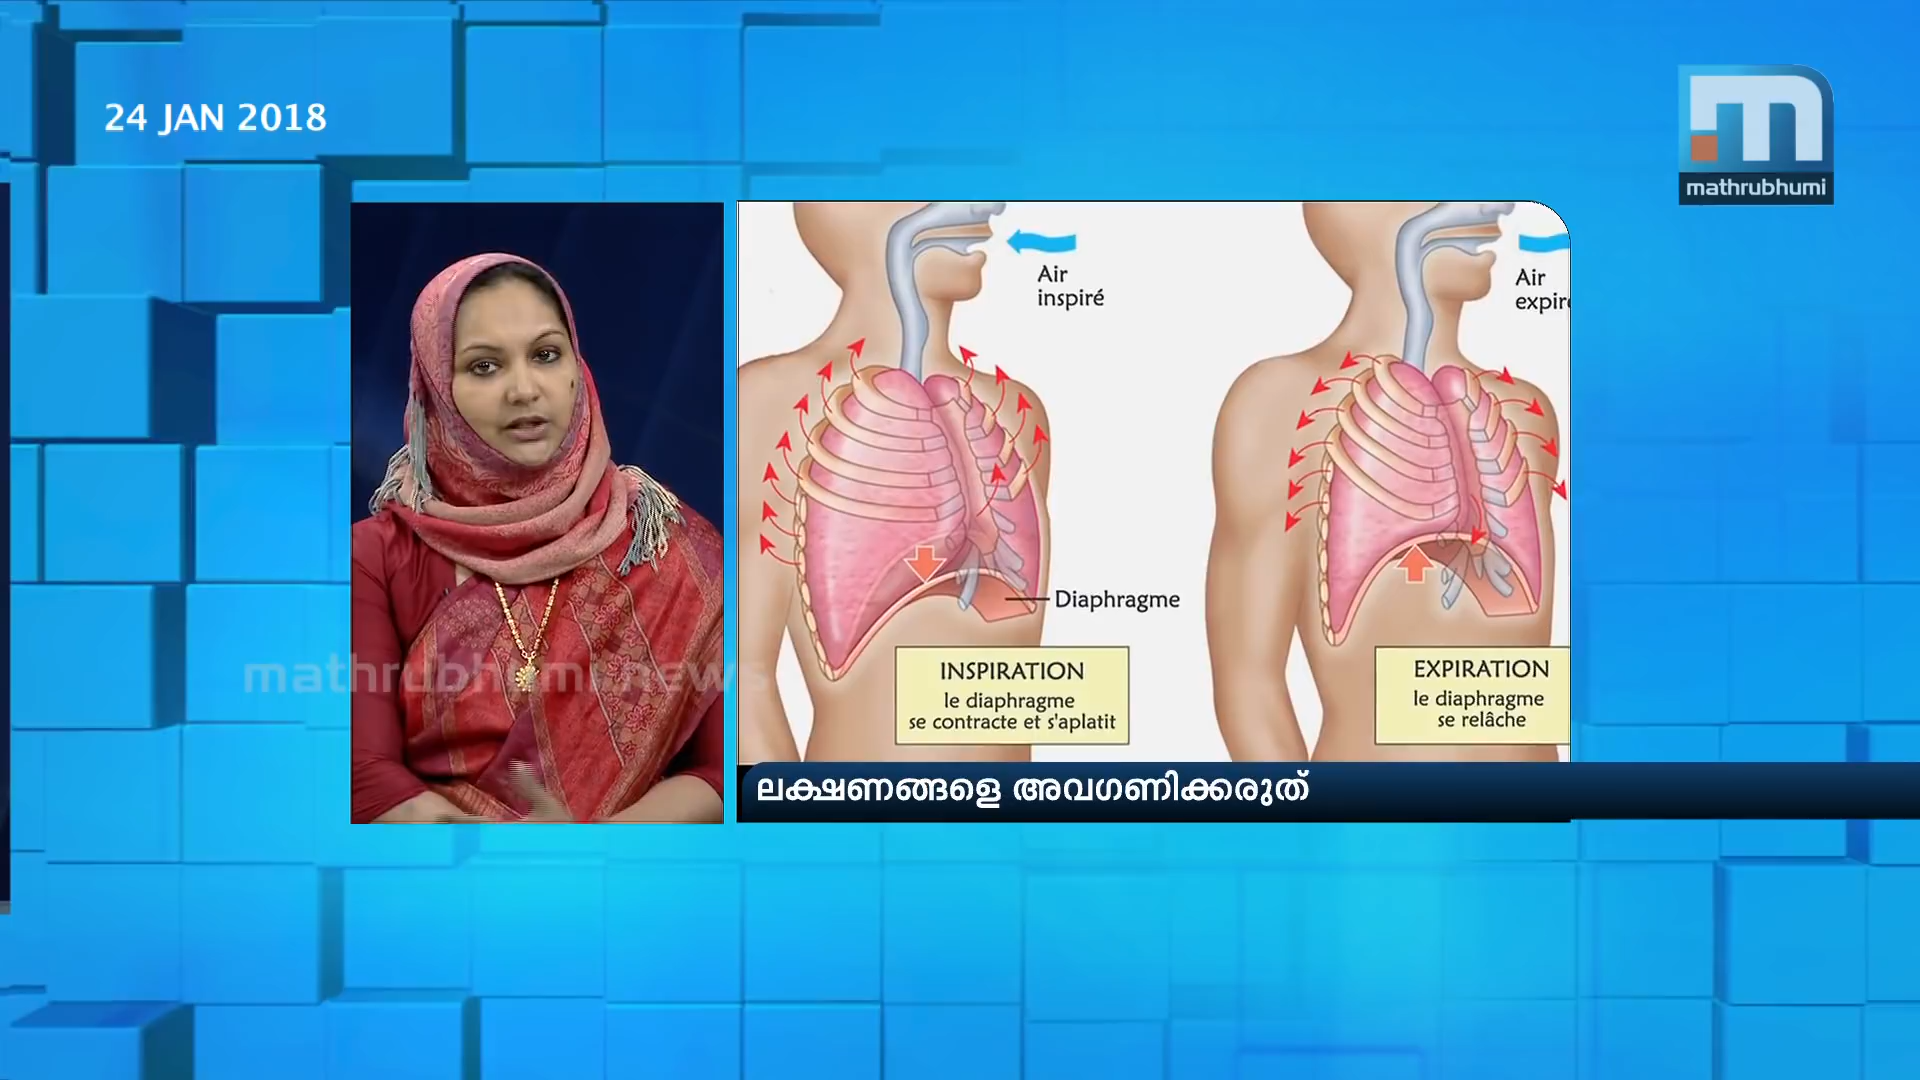 24 JAN 2018
mathrubhumi
Air
inspiré
Air
expiré
Diaphragme
INSPIRATION
le diaphragme
se contracte et s'aplatit
EXPIRATION
le diaphragme
se relâche
mathrubhumi news
ലക്ഷണങ്ങളെ അവഗണിക്കരുത്